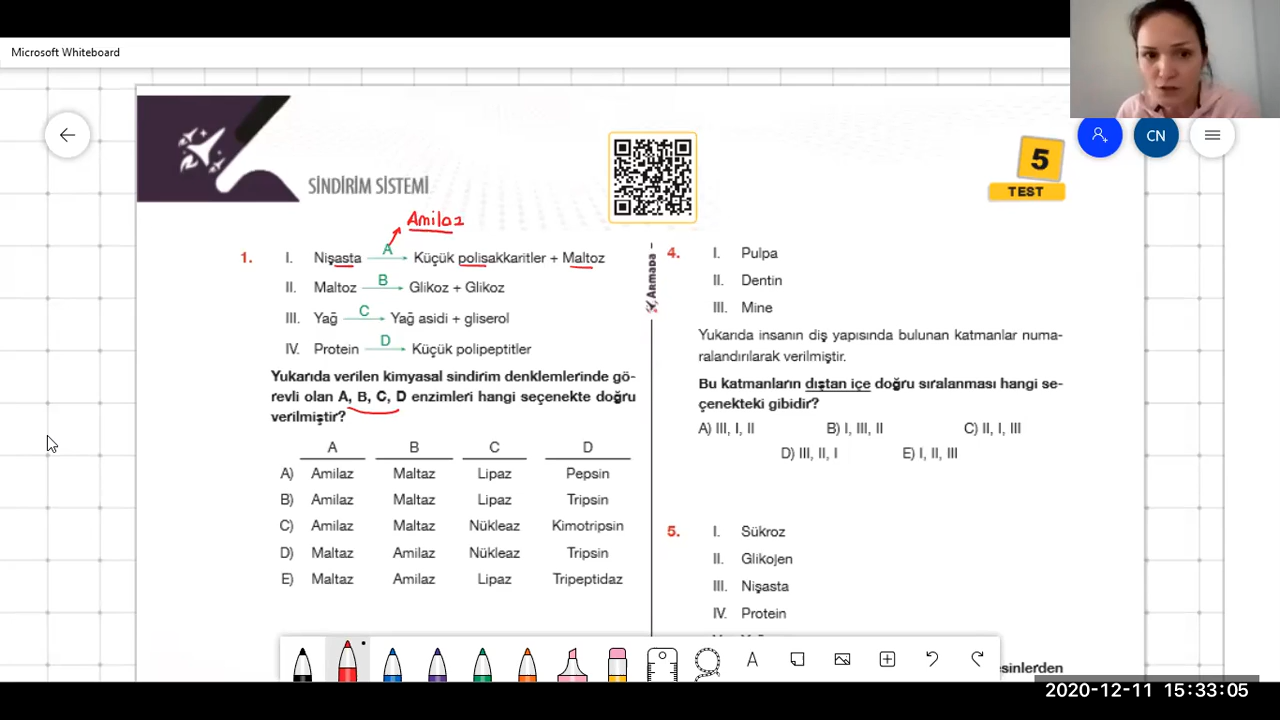 Microsoft Whiteboard
CN
SİNDİRİM SİSTEMİ
5
TEST
Amilaz
1.
I. Nişasta A Küçük polisakkaritler + Maltoz
II. Maltoz B Glikoz + Glikoz
III. Yağ C Yağ asidi + gliserol
IV. Protein D Küçük polipeptitler
Yukarıda verilen kimyasal sindirim denklemlerinde gö-
revli olan A, B, C, D enzimleri hangi seçenekte doğru
verilmiştir?
A B C D
A) Amilaz Maltaz Lipaz Pepsin
B) Amilaz Maltaz Lipaz Tripsin
C) Amilaz Maltaz Nükleaz Kimotripsin
D) Maltaz Amilaz Nükleaz Tripsin
E) Maltaz Amilaz Lipaz Tripeptidaz
Armada
4.
I. Pulpa
II. Dentin
III. Mine
Yukarıda insanın diş yapısında bulunan katmanlar numa-
ralandırılarak verilmiştir.
Bu katmanların dıştan içe doğru sıralanması hangi se-
çenekteki gibidir?
A) III, I, II B) I, III, II C) II, I, III
D) III, II, I E) I, II, III
5.
I. Sükroz
II. Glikojen
III. Nişasta
IV. Protein
A
2020-12-11 15:33:05